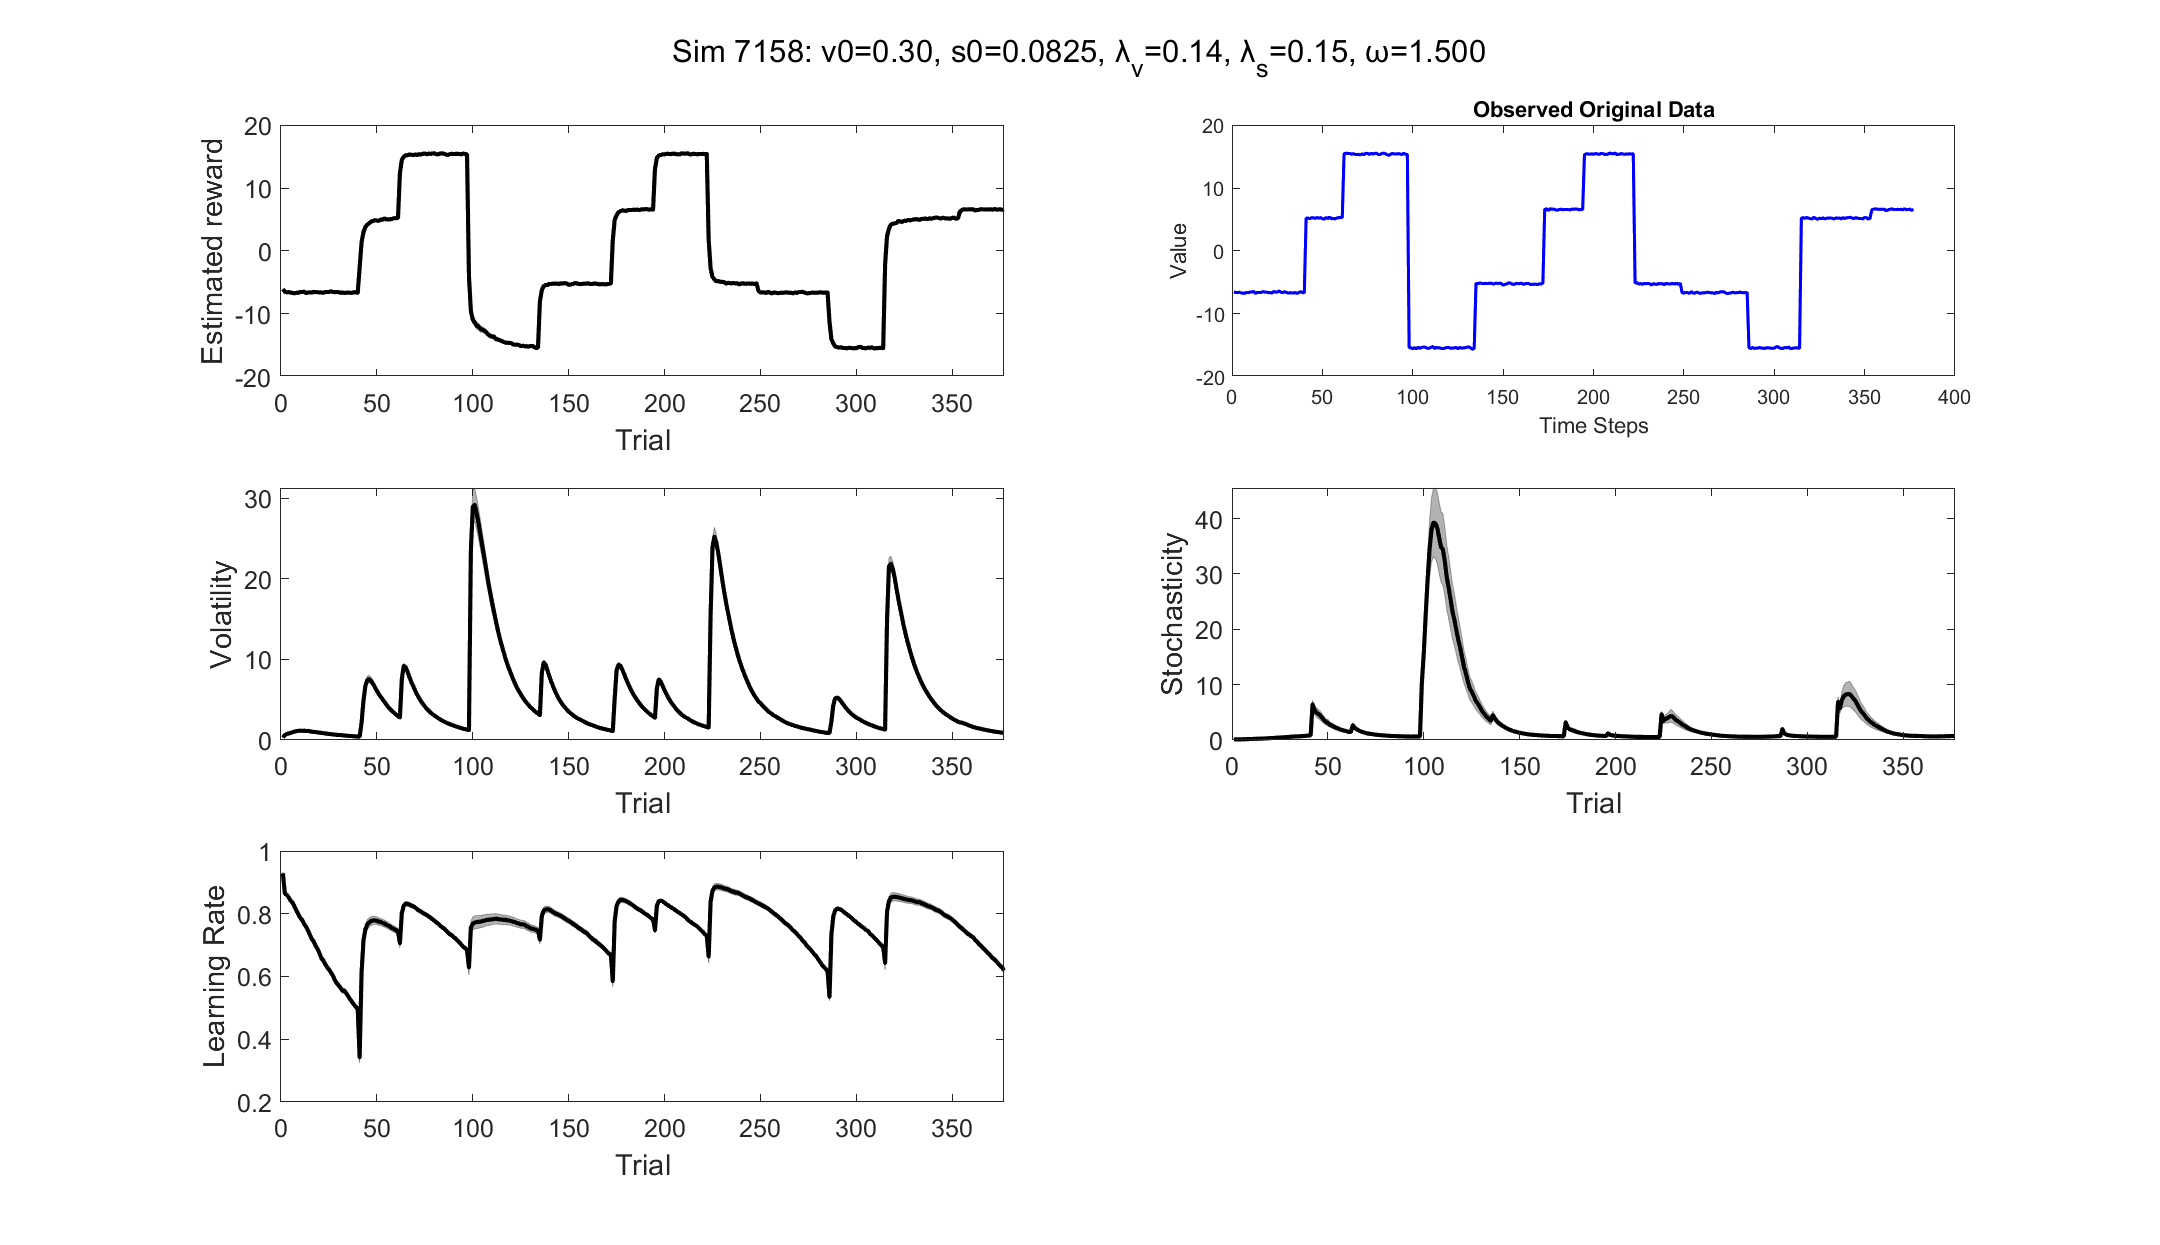 Sim 7158: v0=0.30, s0=0.0825, λ_v=0.14, λ_s=0.15, ω=1.500
20
10
0
-10
-20
Estimated reward
0 50 100 150 200 250 300 350
Trial
Observed Original Data
20
10
0
-10
-20
Value
0 50 100 150 200 250 300 350 400
Time Steps
30
20
10
0
Volatility
0 50 100 150 200 250 300 350
Trial
40
30
20
10
0
Stochasticity
0 50 100 150 200 250 300 350
Trial
1
0.8
0.6
0.4
0.2
Learning Rate
0 50 100 150 200 250 300 350
Trial